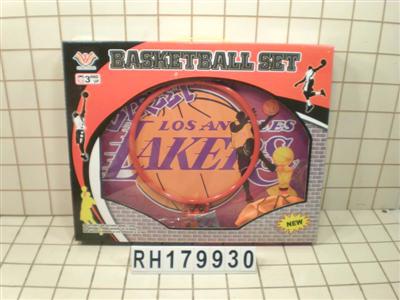 BASKETBALL SET
3
LOS ANGELES
LAKERS
NEW
RH179930